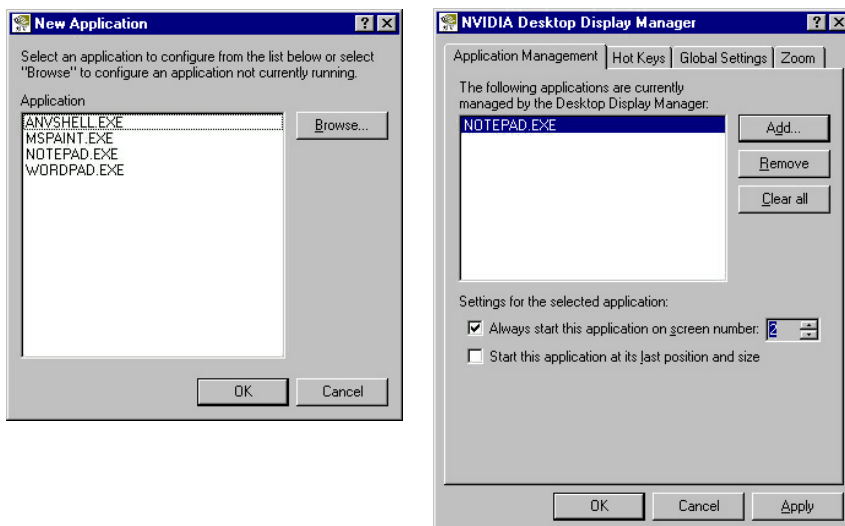 New Application
Select an application to configure from the list
below or select
"Browse" to configure an application not currently
running.
Application
ANVSHELL.EXE
MSPAINT.EXE
NOTEPAD.EXE
WORDPAD.EXE
Browse...
OK
Cancel
NVIDIA Desktop Display Manager
Application Management
Hot Keys
Global Settings
Zoom
The following applications are currently
managed by the Desktop Display Manager:
NOTEPAD.EXE
Add...
Remove
Clear all
Settings for the selected application:
Always start this application on screen number: 2
Start this application at its last position and size
OK
Cancel
Apply